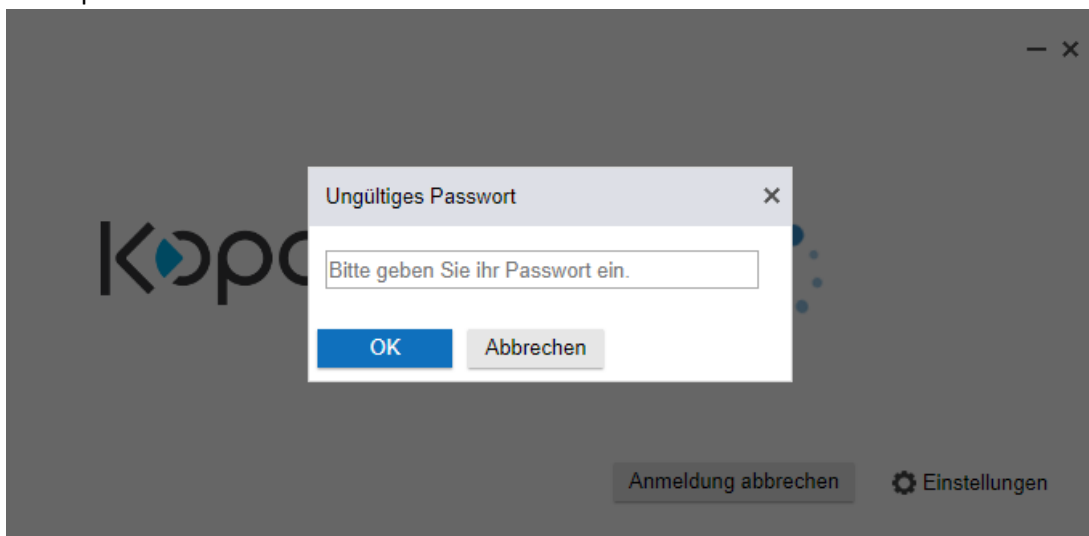 Ungültiges Passwort
Bitte geben Sie ihr Passwort ein.
OK Abbrechen
Anmeldung abbrechen Einstellungen